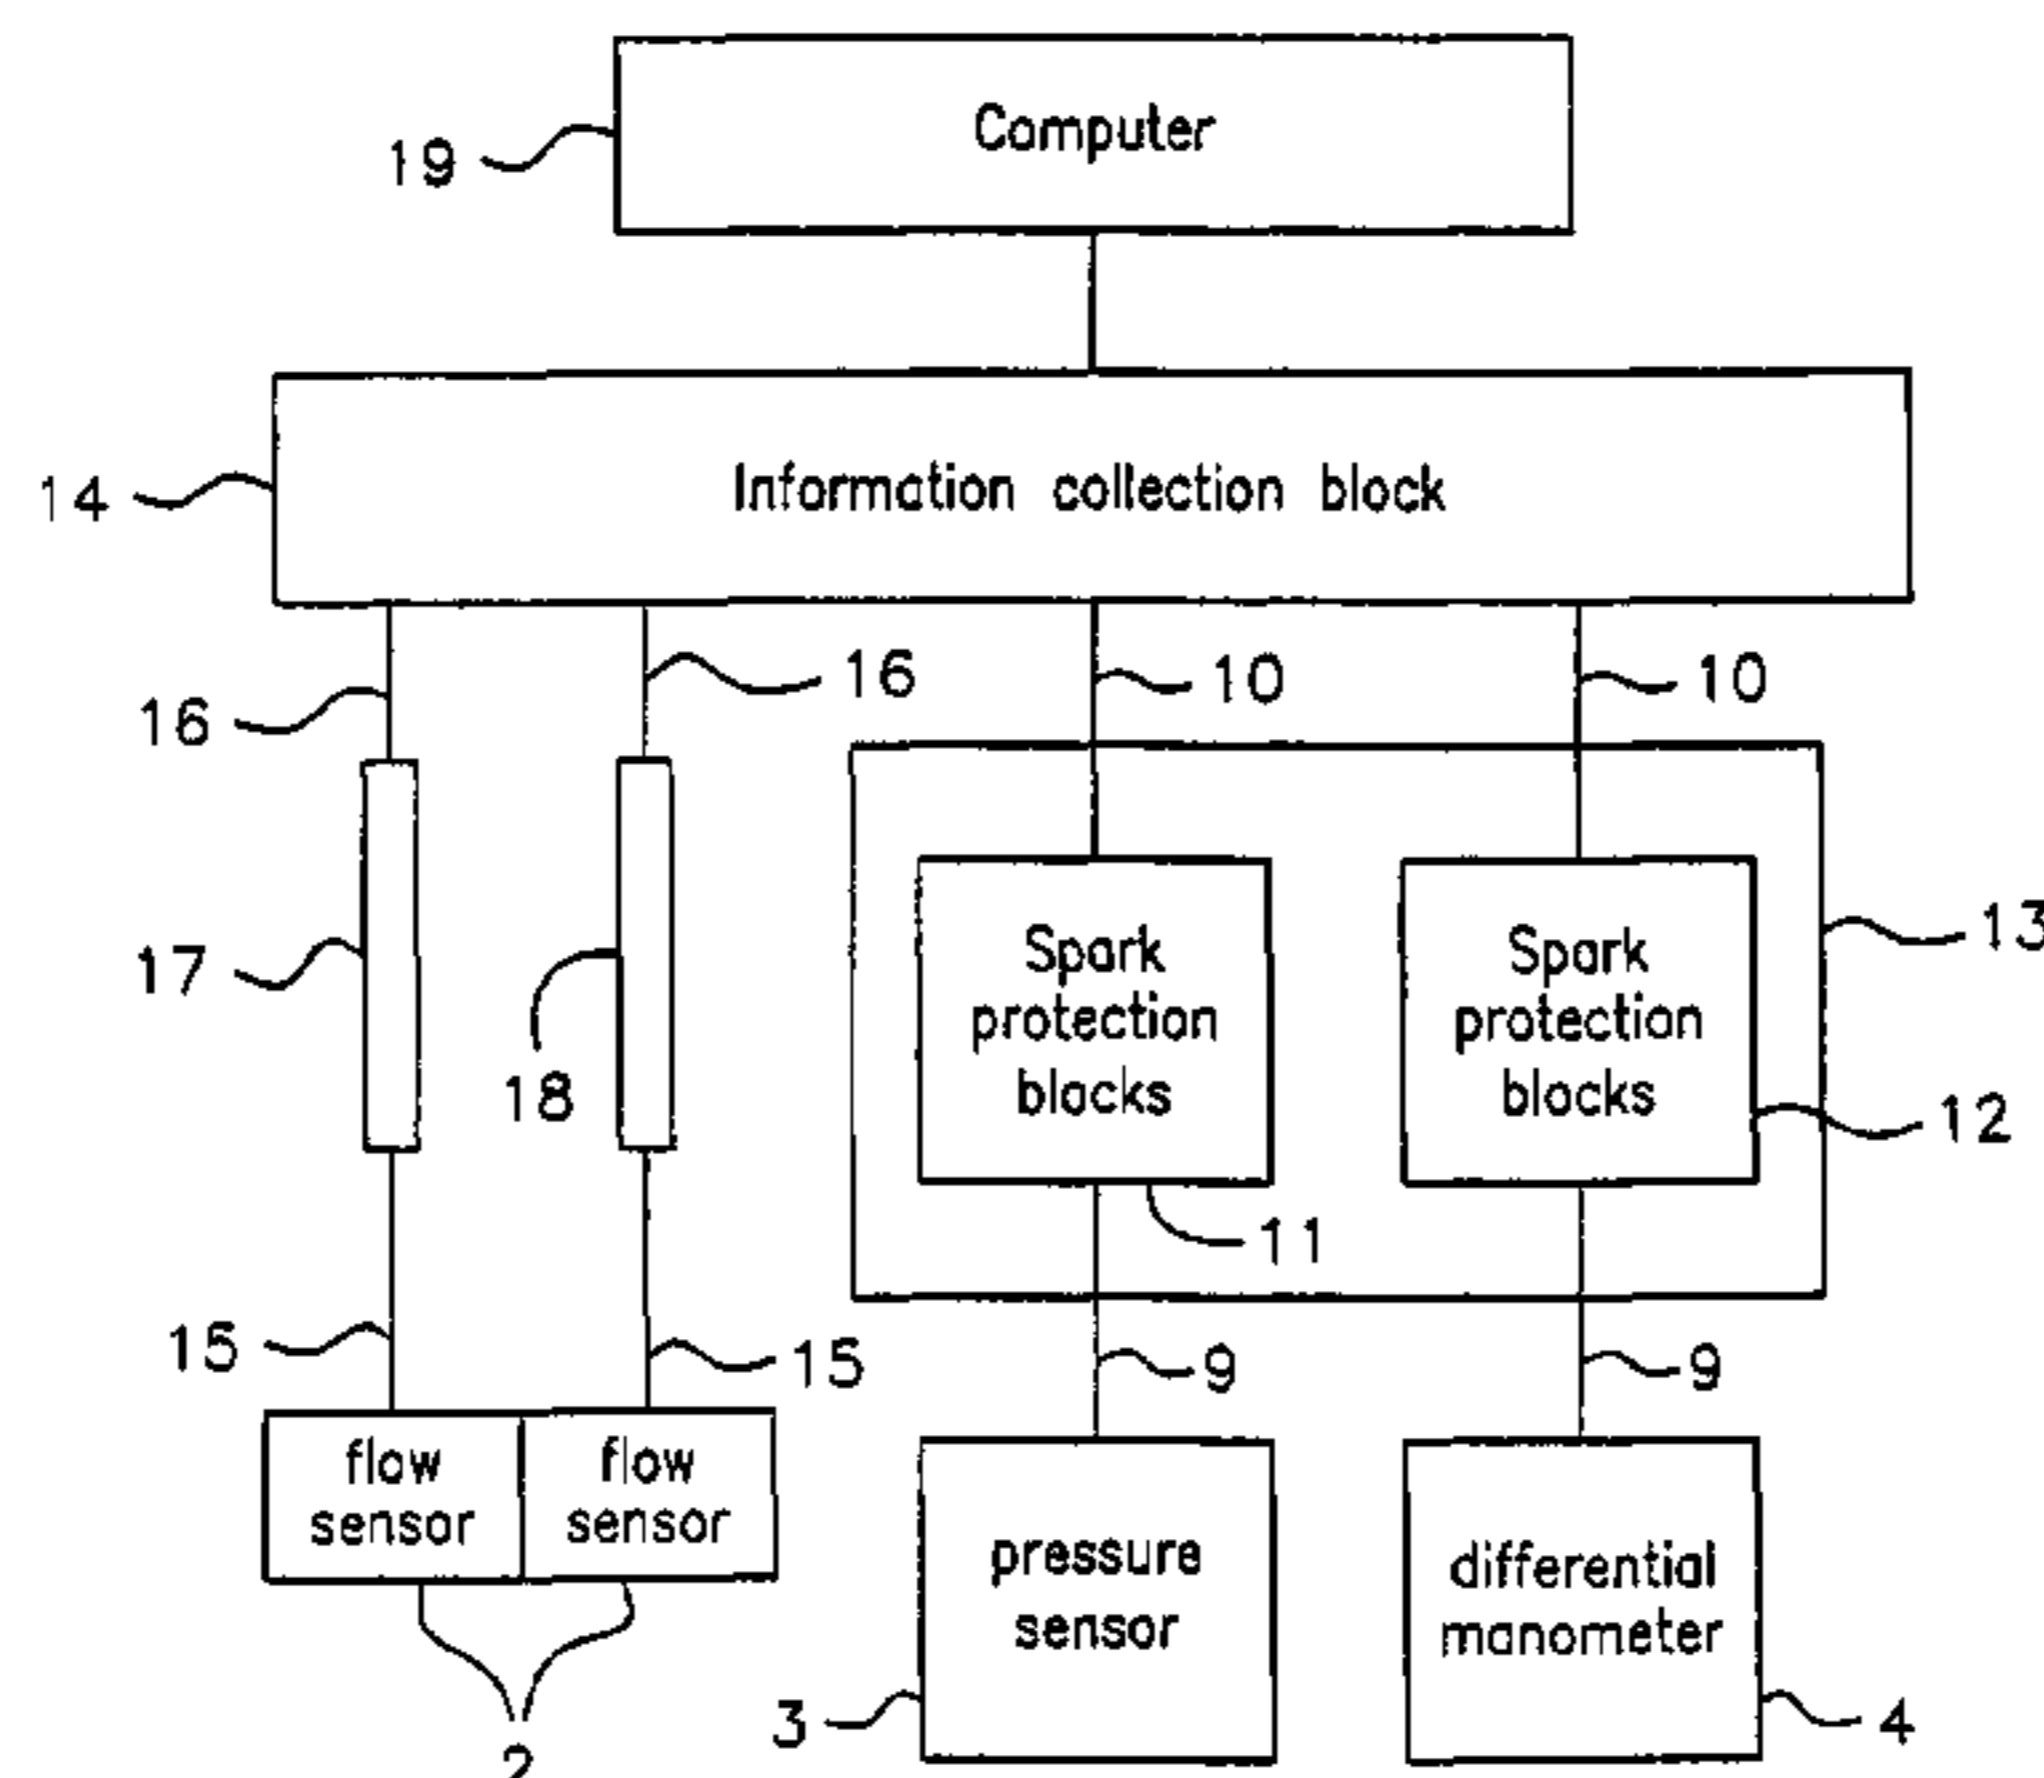 Computer
19
Information collection block
14
16
16
10
10
17
18
Spark
protection
blocks
Spark
protection
blocks
13
12
11
15
15
9
9
flow
sensor
flow
sensor
pressure
sensor
differential
manometer
2
3
4